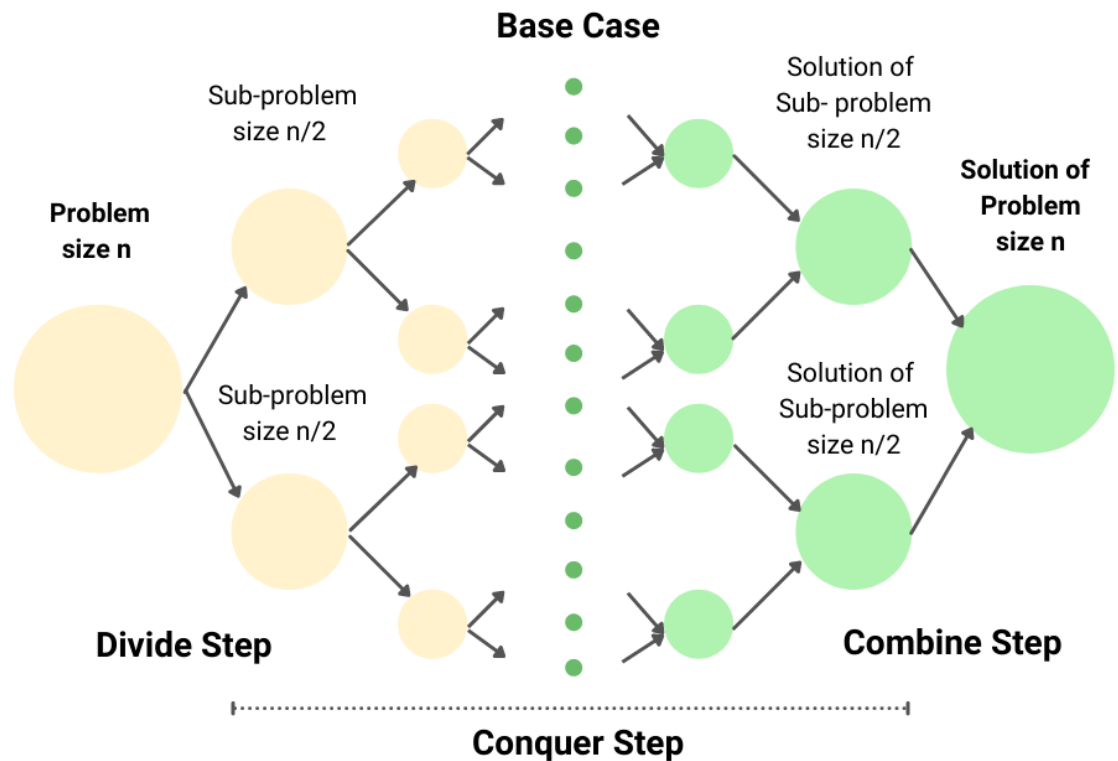 Base Case
Sub-problem
size n/2
Solution of
Sub- problem
size n/2
Problem
size n
Solution of
Problem
size n
Sub-problem
size n/2
Solution of
Sub-problem
size n/2
Divide Step
Combine Step
Conquer Step